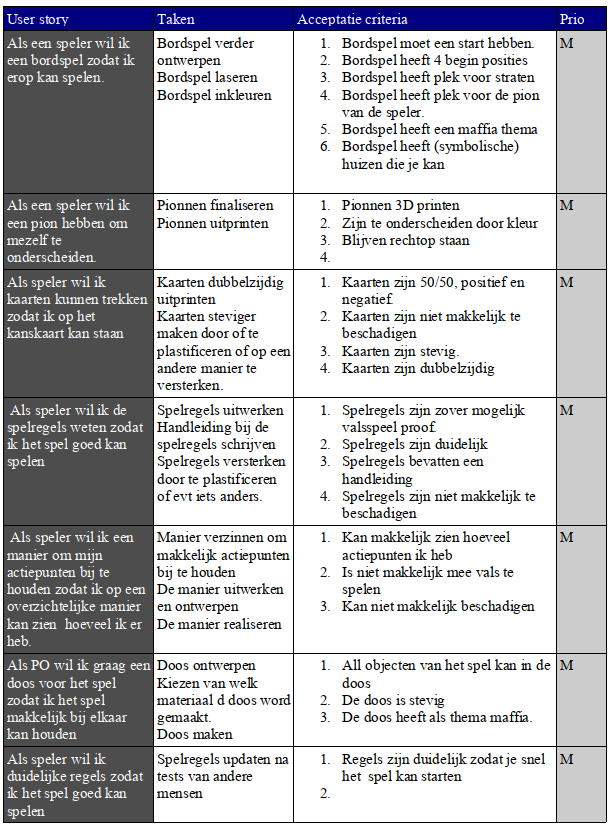 User story Taken Acceptatie criteria Prio
Als een speler wil ik
een bordspel zodat ik
erop kan spelen.
Bordspel verder
ontwerpen
Bordspel laseren
Bordspel inkleuren
1. Bordspel moet een start hebben.
2. Bordspel heeft 4 begin posities
3. Bordspel heeft plek voor straten
4. Bordspel heeft plek voor de pion
van de speler.
5. Bordspel heeft een maffia thema
6. Bordspel heeft (symbolische)
huizen die je kan
M
Als een speler wil ik
een pion hebben om
mezelf te
onderscheiden.
Pionnen finaliseren
Pionnen uitprinten
1. Pionnen 3D printen
2. Zijn te onderscheiden door kleur
3. Blijven rechtop staan
4.
M
Als speler wil ik
kaarten kunnen trekken
zodat ik op het
kanskaart kan staan
Kaarten dubbelzijdig
uitprinten
Kaarten steviger
maken door of te
plastificeren of op een
andere manier te
versterken.
1. Kaarten zijn 50/50, positief en
negatief.
2. Kaarten zijn niet makkelijk te
beschadigen
3. Kaarten zijn stevig.
4. Kaarten zijn dubbelzijdig
M
Als speler wil ik de
spelregels weten zodat
ik het spel goed kan
spelen
Spelregels uitwerken
Handleiding bij de
spelregels schrijven
Spelregels versterken
door te plastificeren
of evt iets anders.
1. Spelregels zijn zover mogelijk
valsspeel proof.
2. Spelregels zijn duidelijk
3. Spelregels bevatten een
handleiding
4. Spelregels zijn niet makkelijk te
beschadigen
M
Als speler wil ik een
manier om mijn
actiepunten bij te
houden zodat ik op een
overzichtelijke manier
kan zien hoeveel ik er
heb.
Manier verzinnen om
makkelijk actiepunten
bij te houden
De manier uitwerken
en ontwerpen
De manier realiseren
1. Kan makkelijk zien hoeveel
actiepunten ik heb
2. Is niet makkelijk mee vals te
spelen
3. Kan niet makkelijk beschadigen
M
Als PO wil ik graag een
doos voor het spel
zodat ik het spel
makkelijk bij elkaar
kan houden
Doos ontwerpen
Kiezen van welk
materiaal d doos word
gemaakt.
Doos maken
1. All objecten van het spel kan in de
doos
2. De doos is stevig
3. De doos heeft als thema maffia.
M
Als speler wil ik
duidelijke regels zodat
ik het spel goed kan
spelen
Spelregels updaten na
tests van andere
mensen
1. Regels zijn duidelijk zodat je snel
het spel kan starten
2.
M